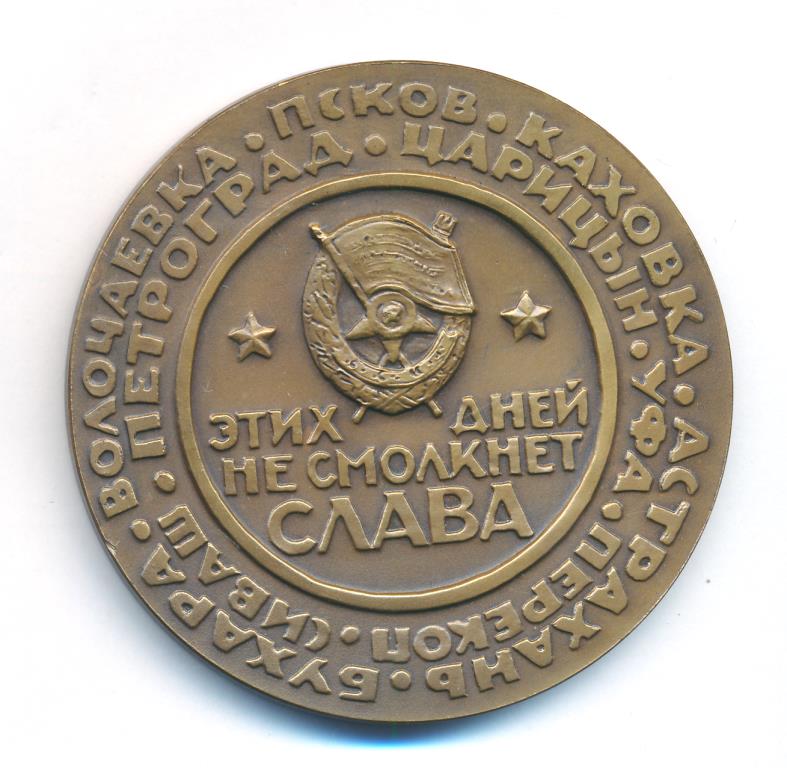 ВОЛОЧАЕВКА • ПСКОВ • КАХОВКА • АСТРАХАНЬ • БУХАРА •
ПЕТРОГРАД • ЦАРИЦЫН • УФА • ПЕРЕКОП • СИВАШ •
ЭТИХ ДНЕЙ
НЕ СМОЛКНЕТ
СЛАВА